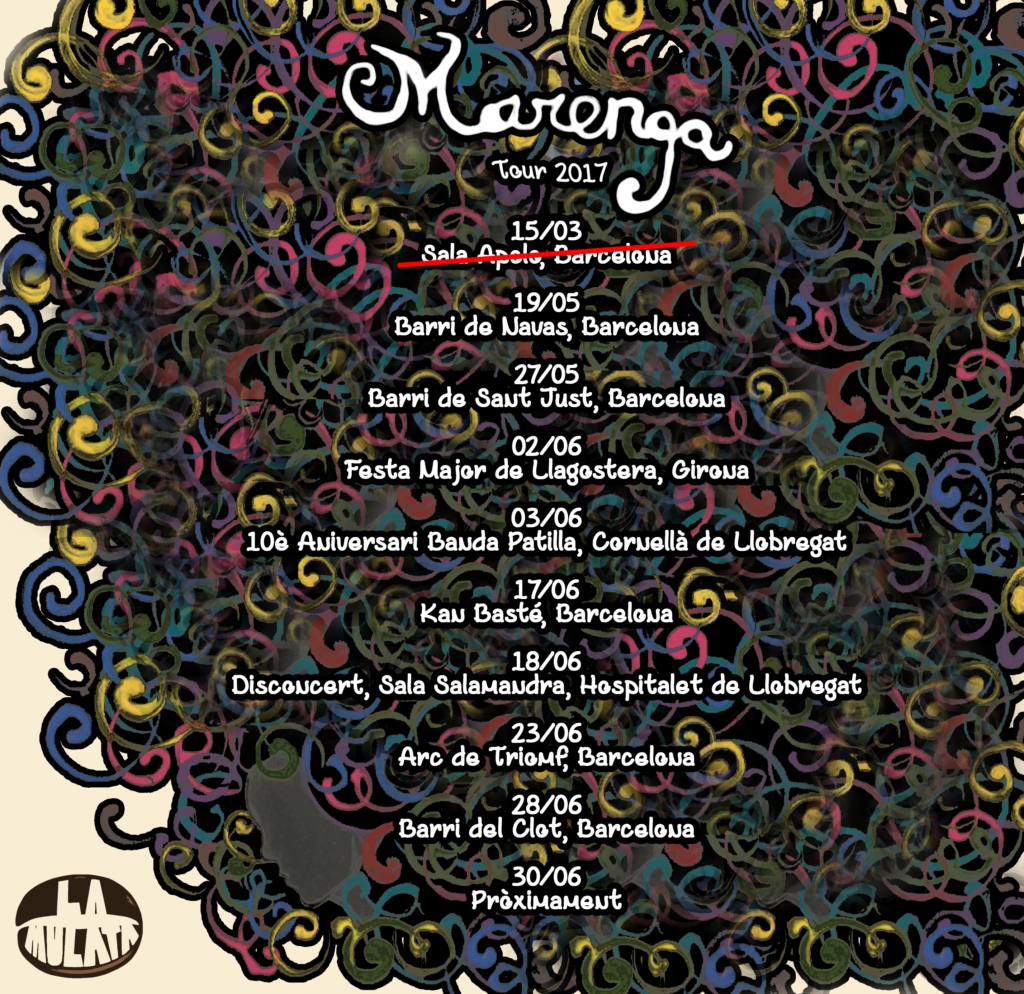 Marenga
Tour 2017
15/03
Sala Apolo, Barcelona
19/05
Barri de Navas, Barcelona
27/05
Barri de Sant Just, Barcelona
02/06
Festa Major de Llagostera, Girona
03/06
10è Aniversari Banda Patilla, Cornellà de Llobregat
17/06
Kan Basté, Barcelona
18/06
Disconcert, Sala Salamandra, Hospitalet de Llobregat
23/06
Arc de Triomf, Barcelona
28/06
Barri del Clot, Barcelona
30/06
Pròximament
LA
MULATA